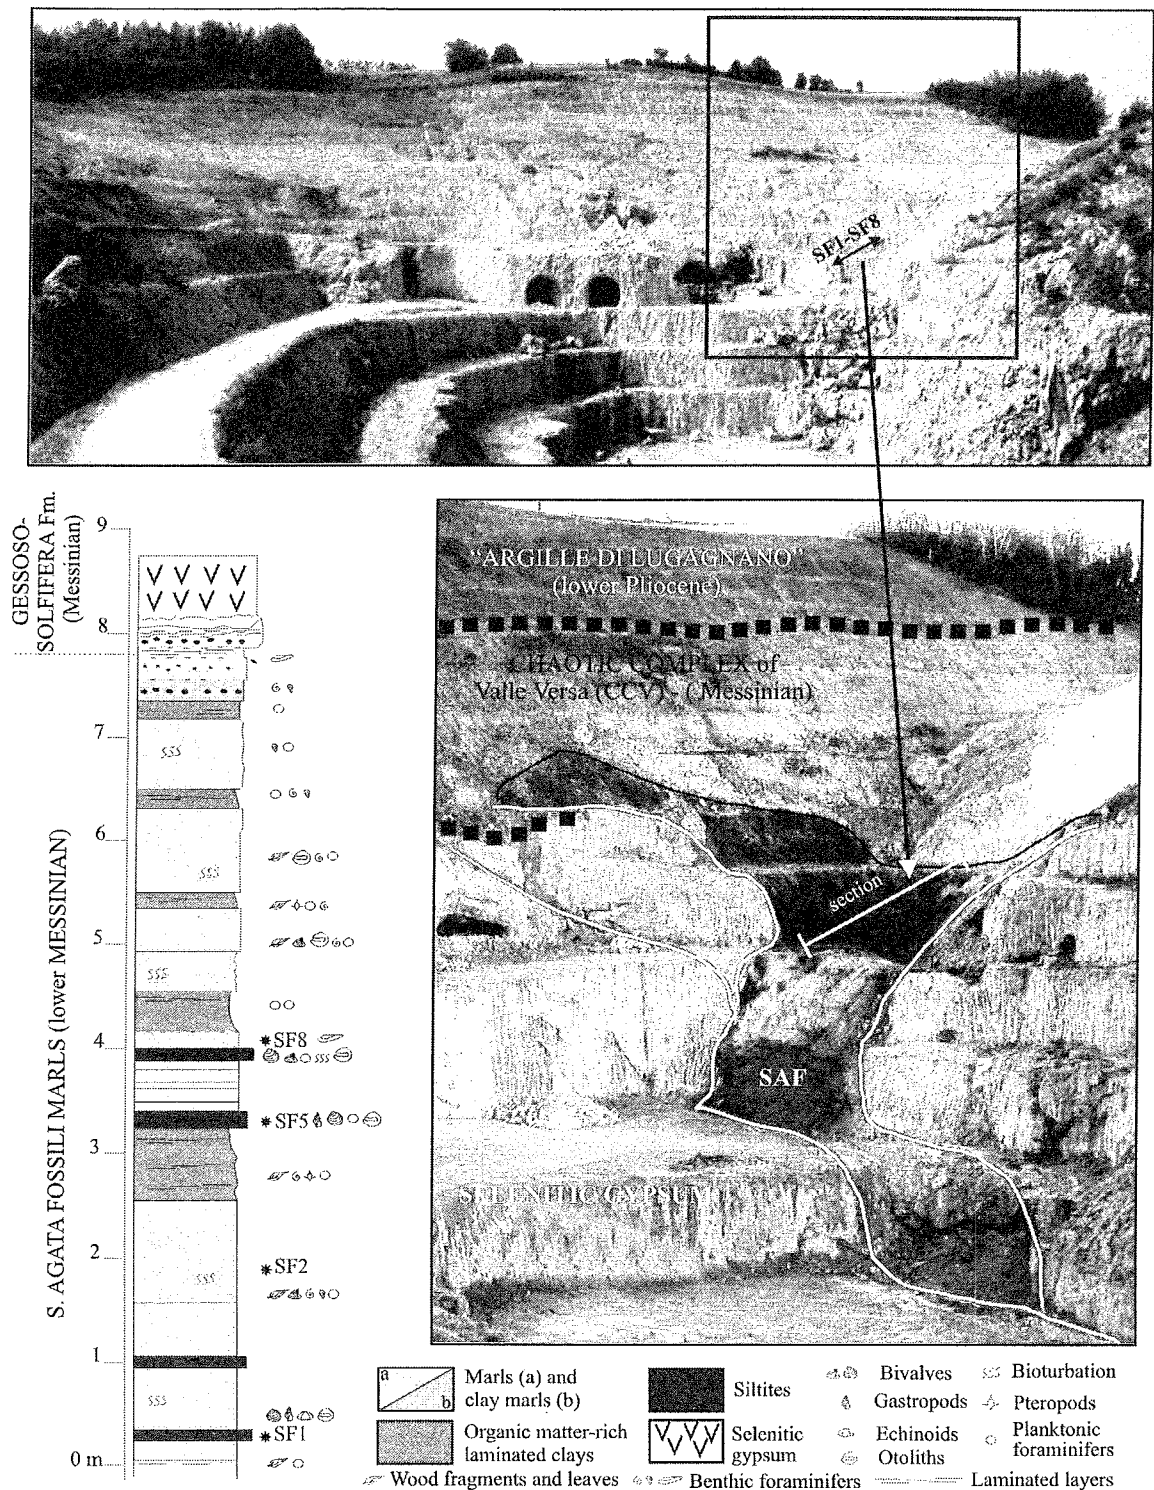 SF1-SF8
GESSOSO-
SOLFIFERA Fm.
(Messinian)
S. AGATA FOSSILI MARLS (lower MESSINIAN)
9
8
7
6
5
4
3
2
1
0 m
SF8
SF5
SF2
SF1
"ARGILLE DI LUGAGNANO"
(lower Pliocene)
CHAOTIC COMPLEX of
Valle Versa (CCV) - ( Messinian)
section
SAF
SELENITIC GYPSUM
a
b
Marls (a) and
clay marls (b)
Organic matter-rich
laminated clays
Siltites
Selenitic
gypsum
Bivalves
Gastropods
Echinoids
Otoliths
Bioturbation
Pteropods
Planktonic
foraminifers
Wood fragments and leaves
Benthic foraminifers
Laminated layers